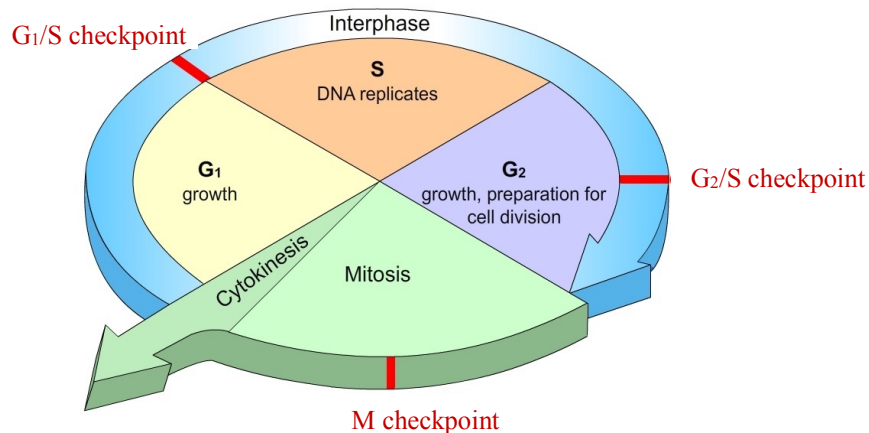 G₁/S checkpoint
Interphase
S
DNA replicates
G₁
growth
G₂
growth, preparation for
cell division
G₂/S checkpoint
Cytokinesis
Mitosis
M checkpoint